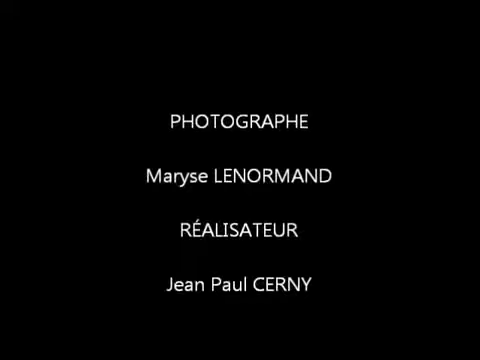 PHOTOGRAPHE
Maryse LENORMAND
RÉALISATEUR
Jean Paul CERNY